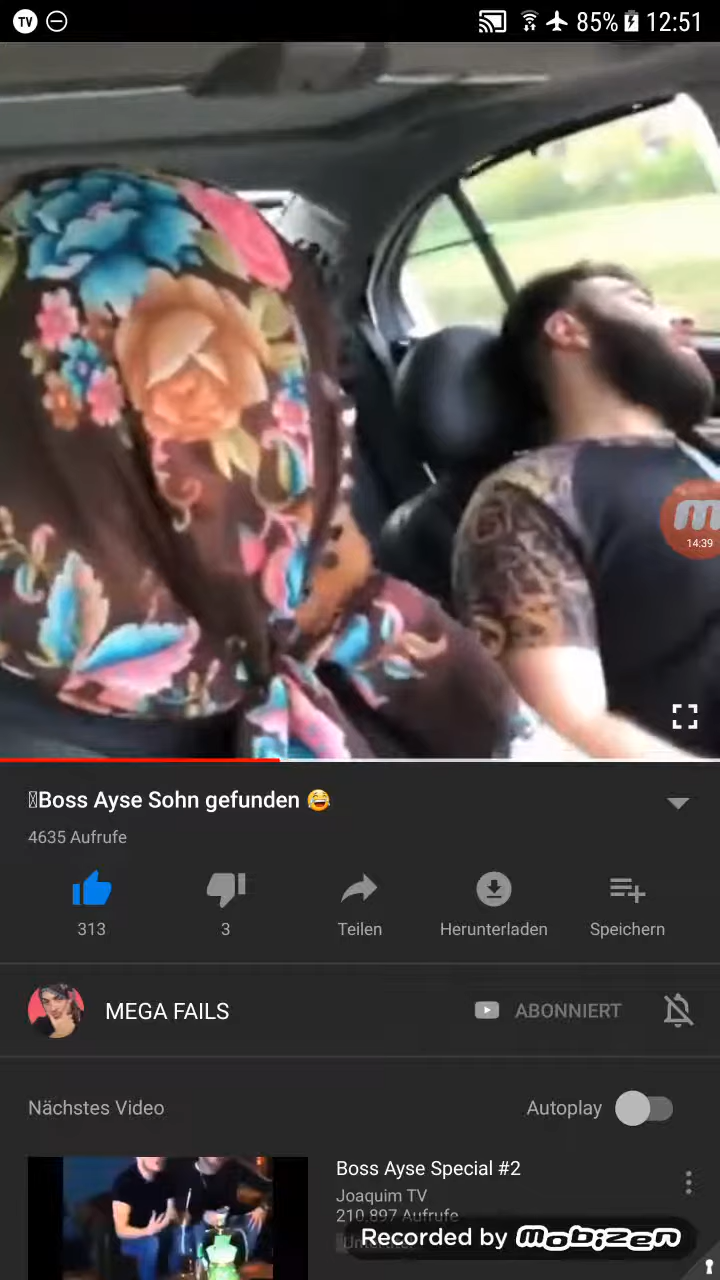 TV 85% 12:51
14:39
Boss Ayse Sohn gefunden 😂
4635 Aufrufe
313 3 Teilen Herunterladen Speichern
MEGA FAILS ABONNIERT
Nächstes Video Autoplay
Boss Ayse Special #2
Joaquim TV
210.897 Aufrufe
Untertitel
Recorded by mobizen